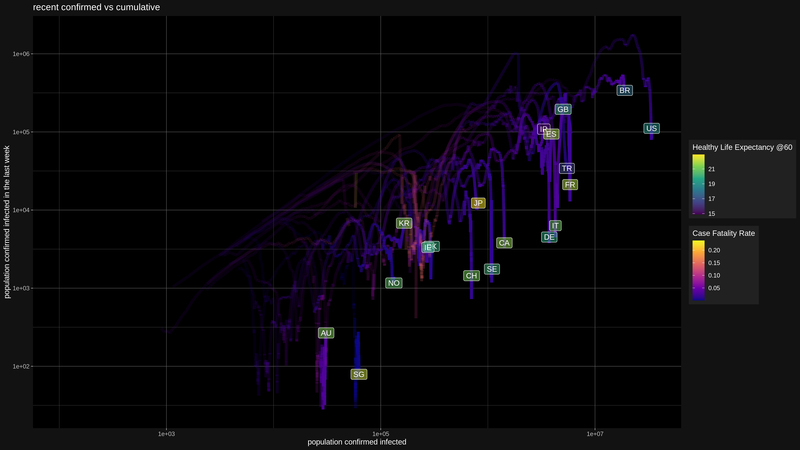 recent confirmed vs cumulative
population confirmed infected in the last week
1e+06
1e+05
1e+04
1e+03
1e+02
BR
GB
US
ES
TR
FR
JP
KR
IT
DE
CA
SE
CH
NO
AU
SG
1e+03
1e+05
1e+07
population confirmed infected
Healthy Life Expectancy @60
21
19
17
15
Case Fatality Rate
0.20
0.15
0.10
0.05